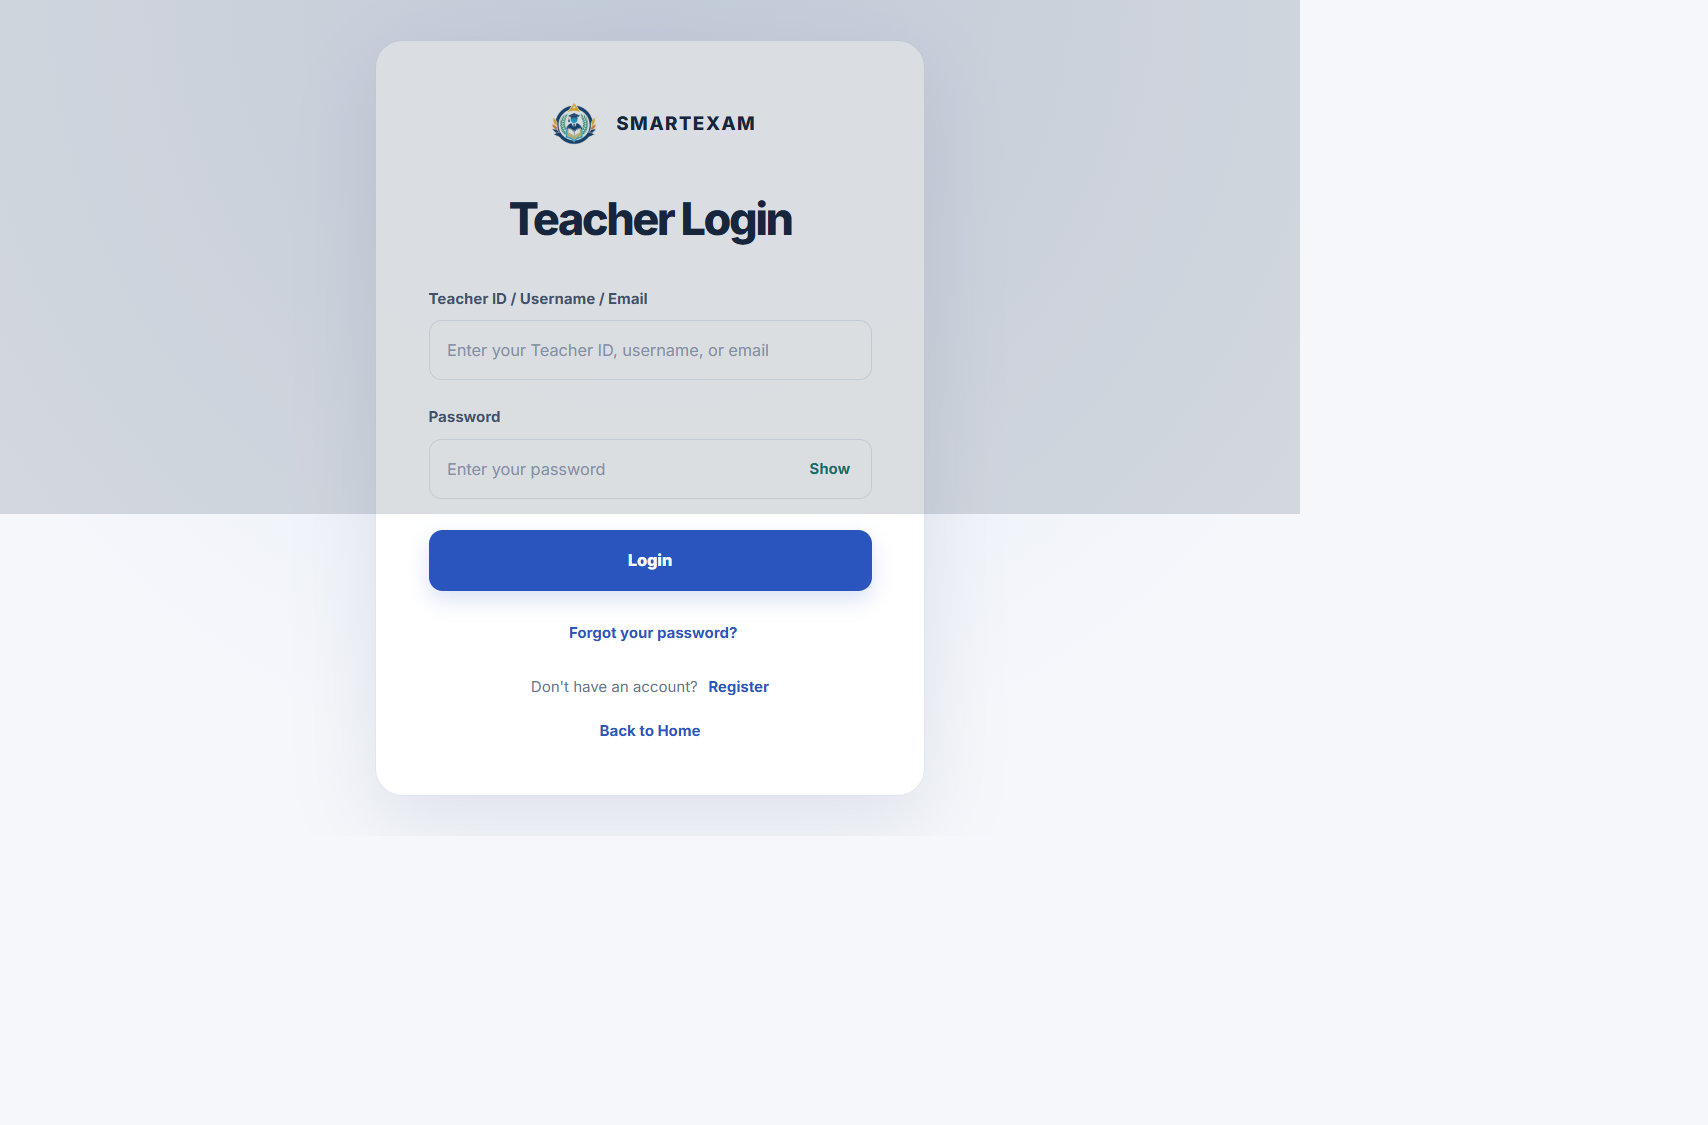 SMARTEXAM
Teacher Login
Teacher ID / Username / Email
Enter your Teacher ID, username, or email
Password
Enter your password Show
Login
Forgot your password?
Don't have an account? Register
Back to Home